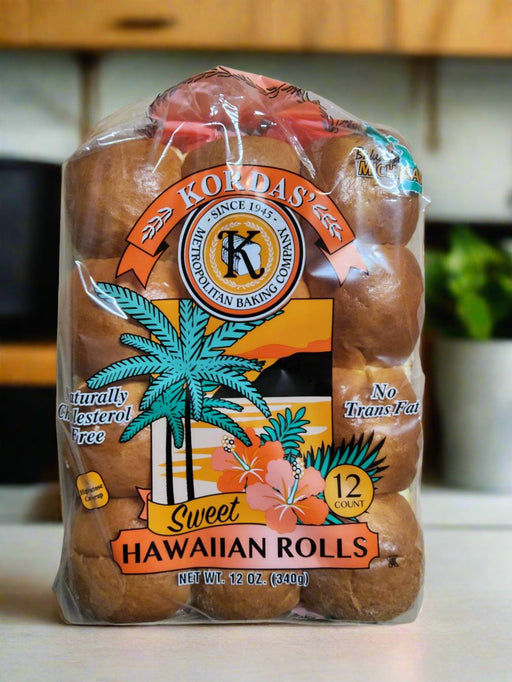 KORDAS'
- SINCE 1945 -
K
METROPOLITAN BAKING COMPANY
Naturally
Cholesterol
Free
No
Trans Fat
12
COUNT
Sweet
HAWAIIAN ROLLS
NET WT. 12 OZ. (340g)